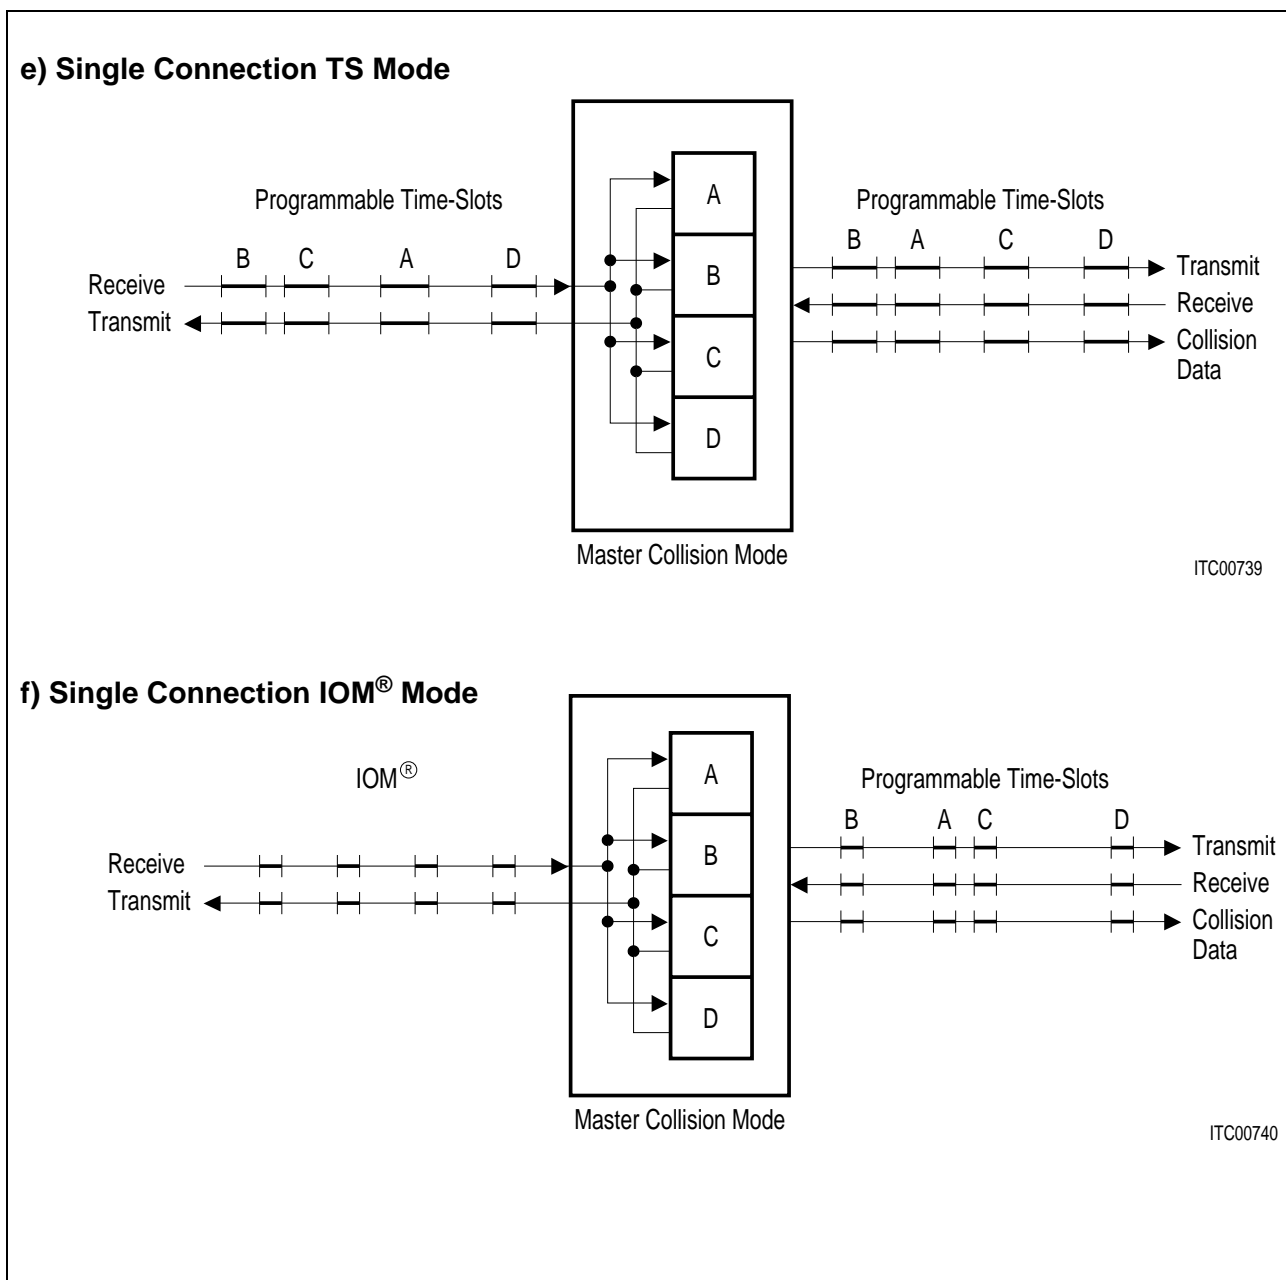 e) Single Connection TS Mode
Programmable Time-Slots
B C A D
Receive
Transmit
A
B
C
D
Programmable Time-Slots
B A C D
Transmit
Receive
Collision
Data
Master Collision Mode
ITC00739
f) Single Connection IOM® Mode
IOM®
Receive
Transmit
A
B
C
D
Programmable Time-Slots
B A C D
Transmit
Receive
Collision
Data
Master Collision Mode
ITC00740